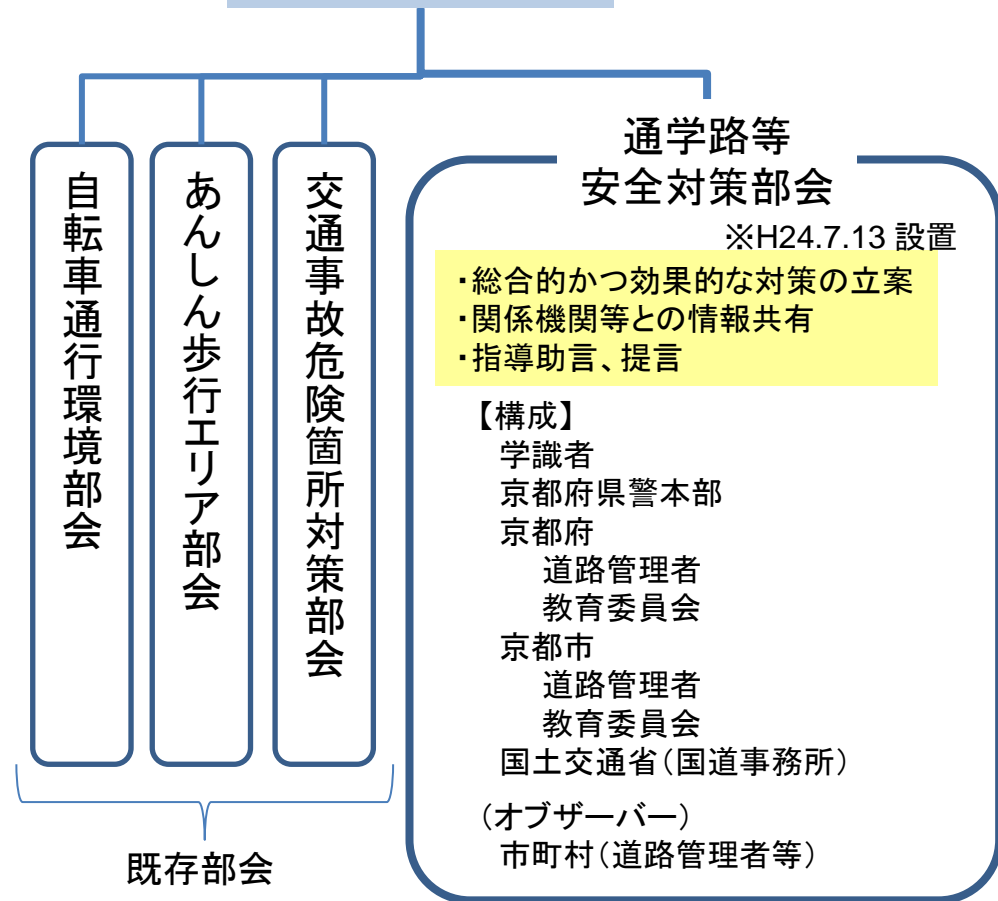 自転車通行環境部会
あんしん歩行エリア部会
交通事故危険箇所対策部会
既存部会
通学路等
安全対策部会
※H24.7.13 設置
・総合的かつ効果的な対策の立案
・関係機関等との情報共有
・指導助言、提言
【構成】
学識者
京都府県警本部
京都府
道路管理者
教育委員会
京都市
道路管理者
教育委員会
国土交通省（国道事務所）
（オブザーバー）
市町村（道路管理者等）